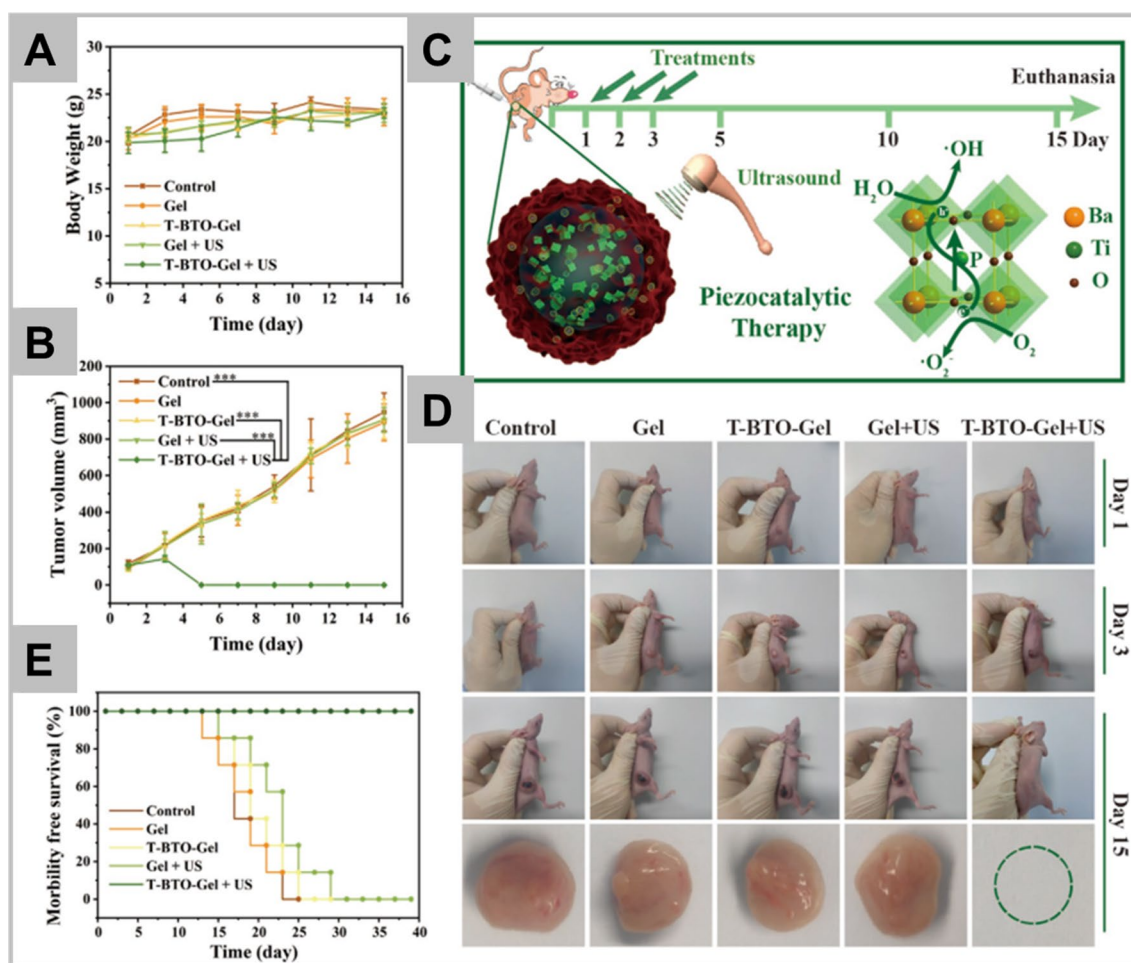 A
30
25
20
15
10
5
Body Weight (g)
Control
Gel
T-BTO-Gel
Gel + US
T-BTO-Gel + US
0 2 4 6 8 10 12 14 16
Time (day)
B
1200
1000
800
600
400
200
0
Tumor volume (mm³)
Control ***
Gel
T-BTO-Gel ***
Gel + US ***
T-BTO-Gel + US
0 2 4 6 8 10 12 14 16
Time (day)
C
Treatments
Euthanasia
1 2 3 5 10 15 Day
Ultrasound
Piezocatalytic
Therapy
·OH
H₂O
P
·O₂⁻
O₂
Ba
Ti
O
D
Control Gel T-BTO-Gel Gel+US T-BTO-Gel+US
Day 1
Day 3
Day 15
E
100
80
60
40
20
0
Morbility free survival (%)
Control
Gel
T-BTO-Gel
Gel + US
T-BTO-Gel + US
0 5 10 15 20 25 30 35 40
Time (day)